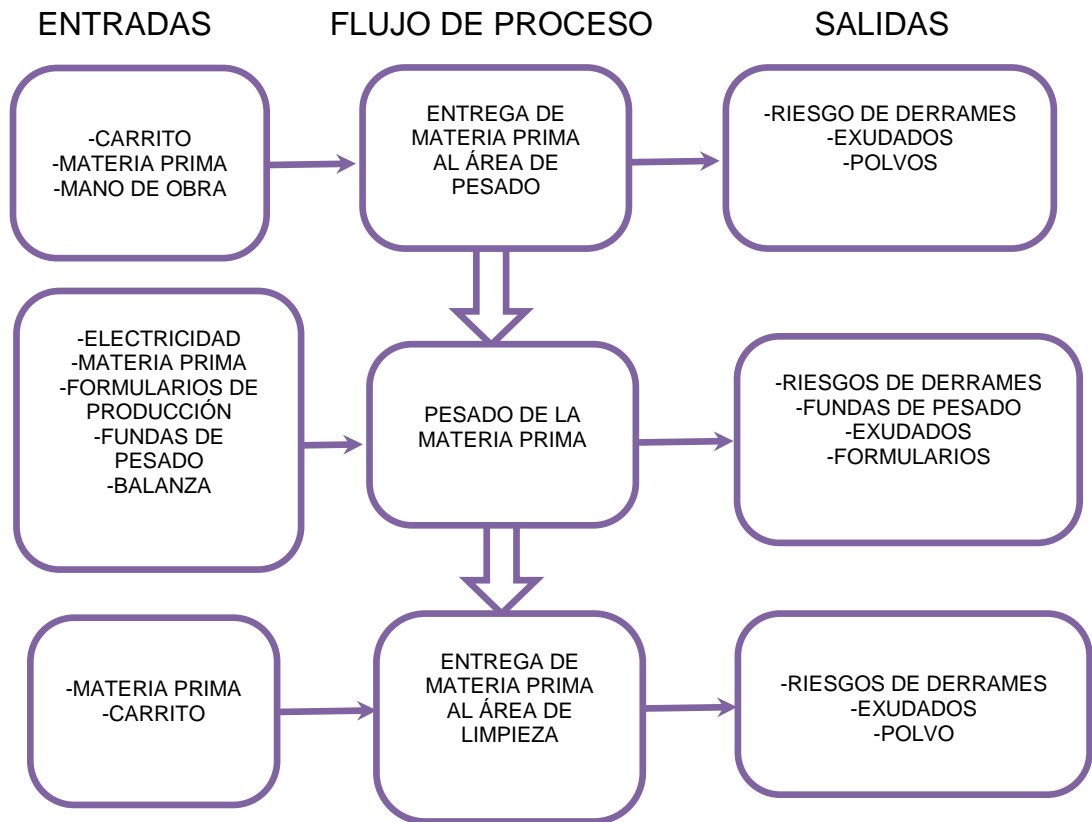 ENTRADAS
FLUJO DE PROCESO
SALIDAS
-CARRITO
-MATERIA PRIMA
-MANO DE OBRA
ENTREGA DE
MATERIA PRIMA
AL ÁREA DE
PESADO
-RIESGO DE DERRAMES
-EXUDADOS
-POLVOS
-ELECTRICIDAD
-MATERIA PRIMA
-FORMULARIOS DE
PRODUCCIÓN
-FUNDAS DE
PESADO
-BALANZA
PESADO DE LA
MATERIA PRIMA
-RIESGOS DE DERRAMES
-FUNDAS DE PESADO
-EXUDADOS
-FORMULARIOS
-MATERIA PRIMA
-CARRITO
ENTREGA DE
MATERIA PRIMA
AL ÁREA DE
LIMPIEZA
-RIESGOS DE DERRAMES
-EXUDADOS
-POLVO